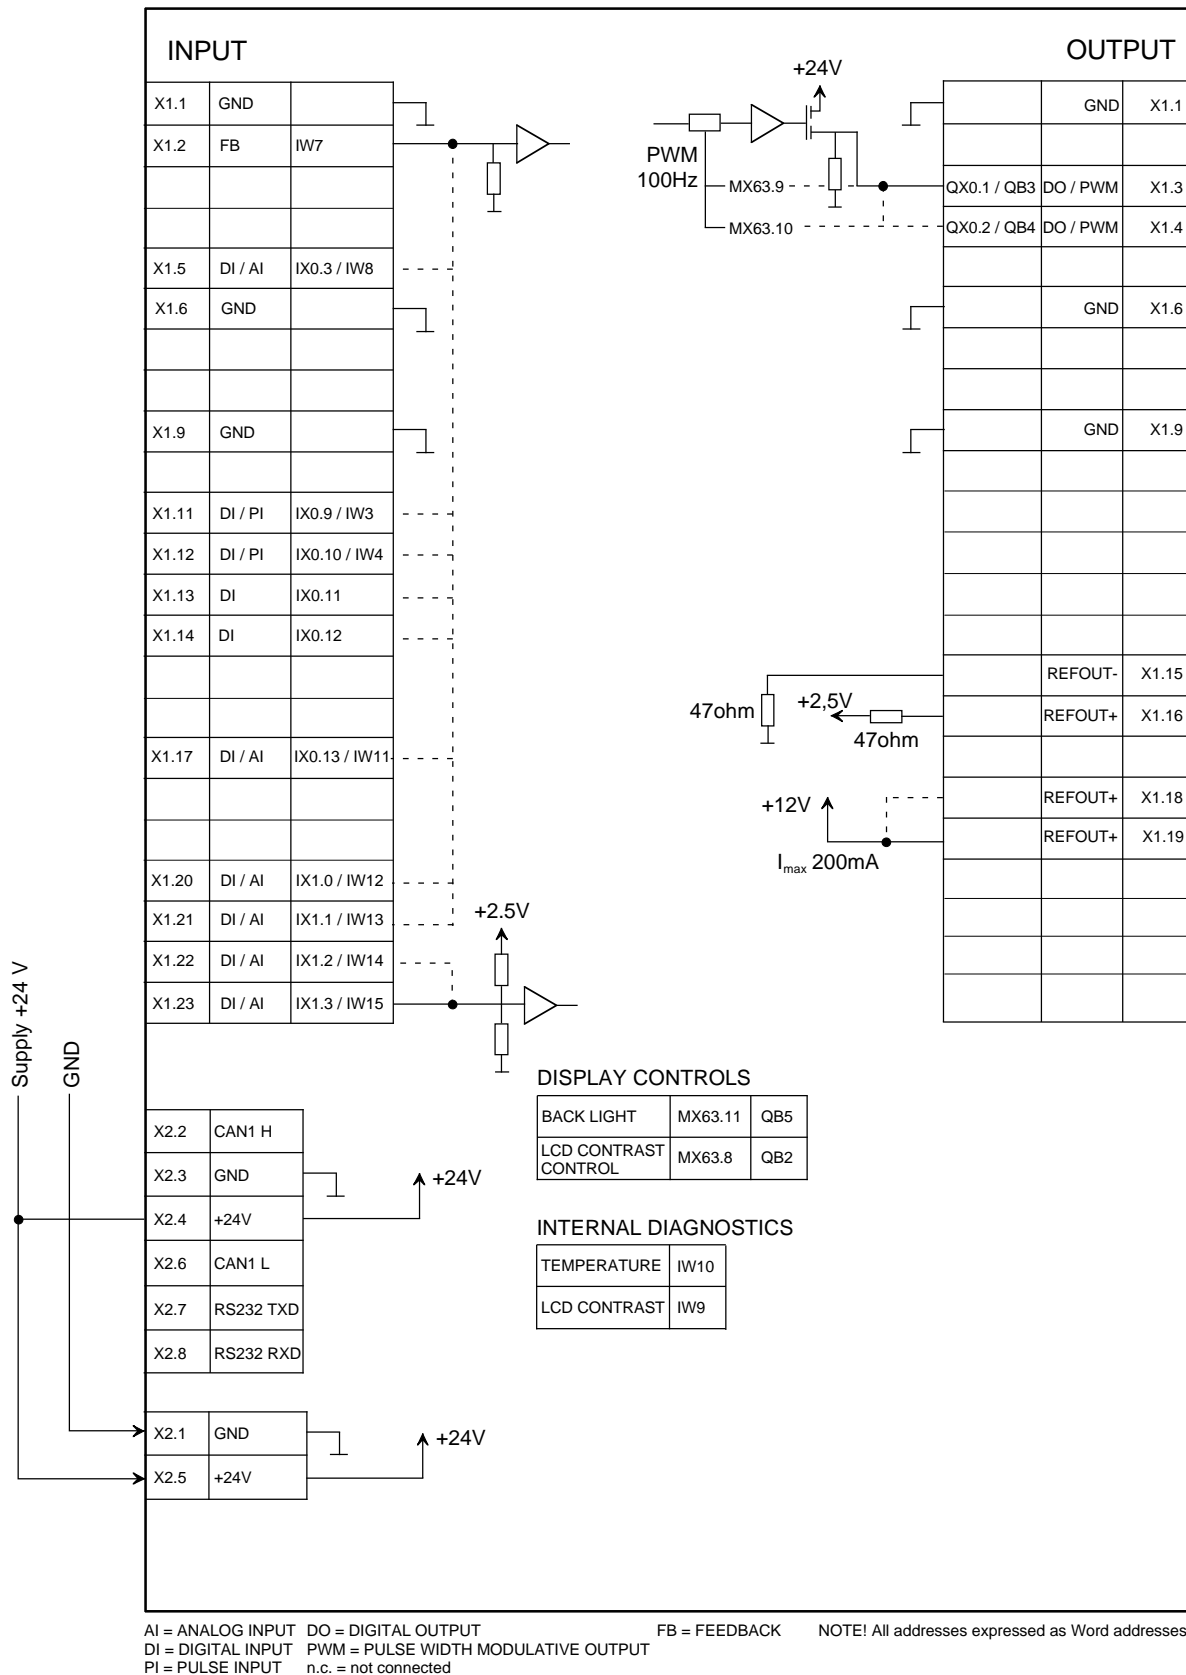 INPUT
X1.1 GND
X1.2 FB IW7
X1.5 DI / AI IX0.3 / IW8
X1.6 GND
X1.9 GND
X1.11 DI / PI IX0.9 / IW3
X1.12 DI / PI IX0.10 / IW4
X1.13 DI IX0.11
X1.14 DI IX0.12
X1.17 DI / AI IX0.13 / IW11
X1.20 DI / AI IX1.0 / IW12
X1.21 DI / AI IX1.1 / IW13
X1.22 DI / AI IX1.2 / IW14
X1.23 DI / AI IX1.3 / IW15
+2.5V
OUTPUT
+24V
PWM
100Hz
MX63.9
MX63.10
GND X1.1
QX0.1 / QB3 DO / PWM X1.3
QX0.2 / QB4 DO / PWM X1.4
GND X1.6
GND X1.9
REFOUT- X1.15
REFOUT+ X1.16
REFOUT+ X1.18
REFOUT+ X1.19
47ohm
+2,5V
47ohm
+12V
Imax 200mA
Supply +24 V
GND
X2.2 CAN1 H
X2.3 GND
X2.4 +24V
X2.6 CAN1 L
X2.7 RS232 TXD
X2.8 RS232 RXD
+24V
X2.1 GND
X2.5 +24V
+24V
DISPLAY CONTROLS
BACK LIGHT MX63.11 QB5
LCD CONTRAST
CONTROL MX63.8 QB2
INTERNAL DIAGNOSTICS
TEMPERATURE IW10
LCD CONTRAST IW9
AI = ANALOG INPUT DO = DIGITAL OUTPUT FB = FEEDBACK NOTE! All addresses expressed as Word addresses
DI = DIGITAL INPUT PWM = PULSE WIDTH MODULATIVE OUTPUT
PI = PULSE INPUT n.c. = not connected